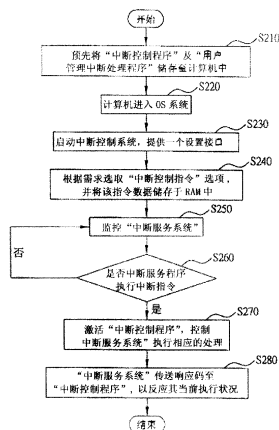 开始
S210
预先将“中断控制程序”及“用户
管理中断处理程序”储存至计算机中
S220
计算机进入OS系统
S230
启动中断控制系统，提供一个设置接口
S240
根据需求选取“中断控制指令”选项，
并将该指令数据储存于RAM中
S250
监控“中断服务系统”
否
S260
是否中断服务程序
执行中断指令
是
S270
激活“中断控制程序”，控制
中断服务系统”执行相应的处理
S280
“中断服务系统”传送响应码至
“中断控制程序”，以反应其当前执行状况
结束